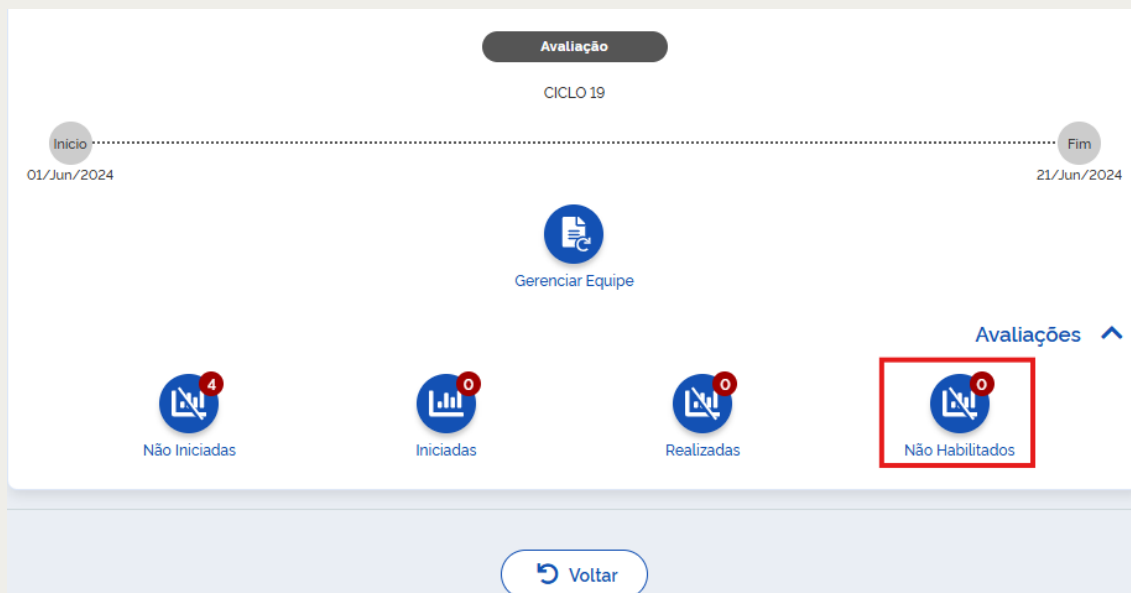 Avaliação
CICLO 19
Início
Fim
01/Jun/2024
21/Jun/2024
Gerenciar Equipe
Avaliações
4
0
0
0
Não Iniciadas
Iniciadas
Realizadas
Não Habilitados
Voltar